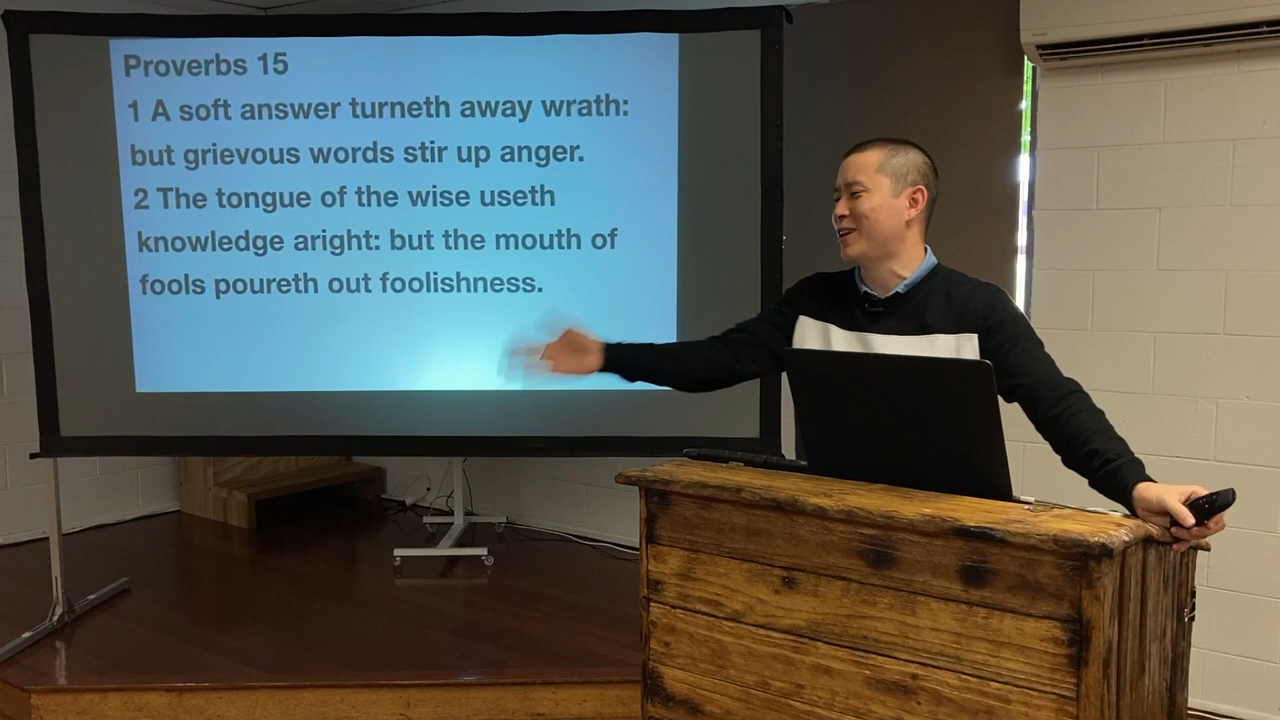 Proverbs 15
1 A soft answer turneth away wrath:
but grievous words stir up anger.
2 The tongue of the wise useth
knowledge aright: but the mouth of
fools poureth out foolishness.